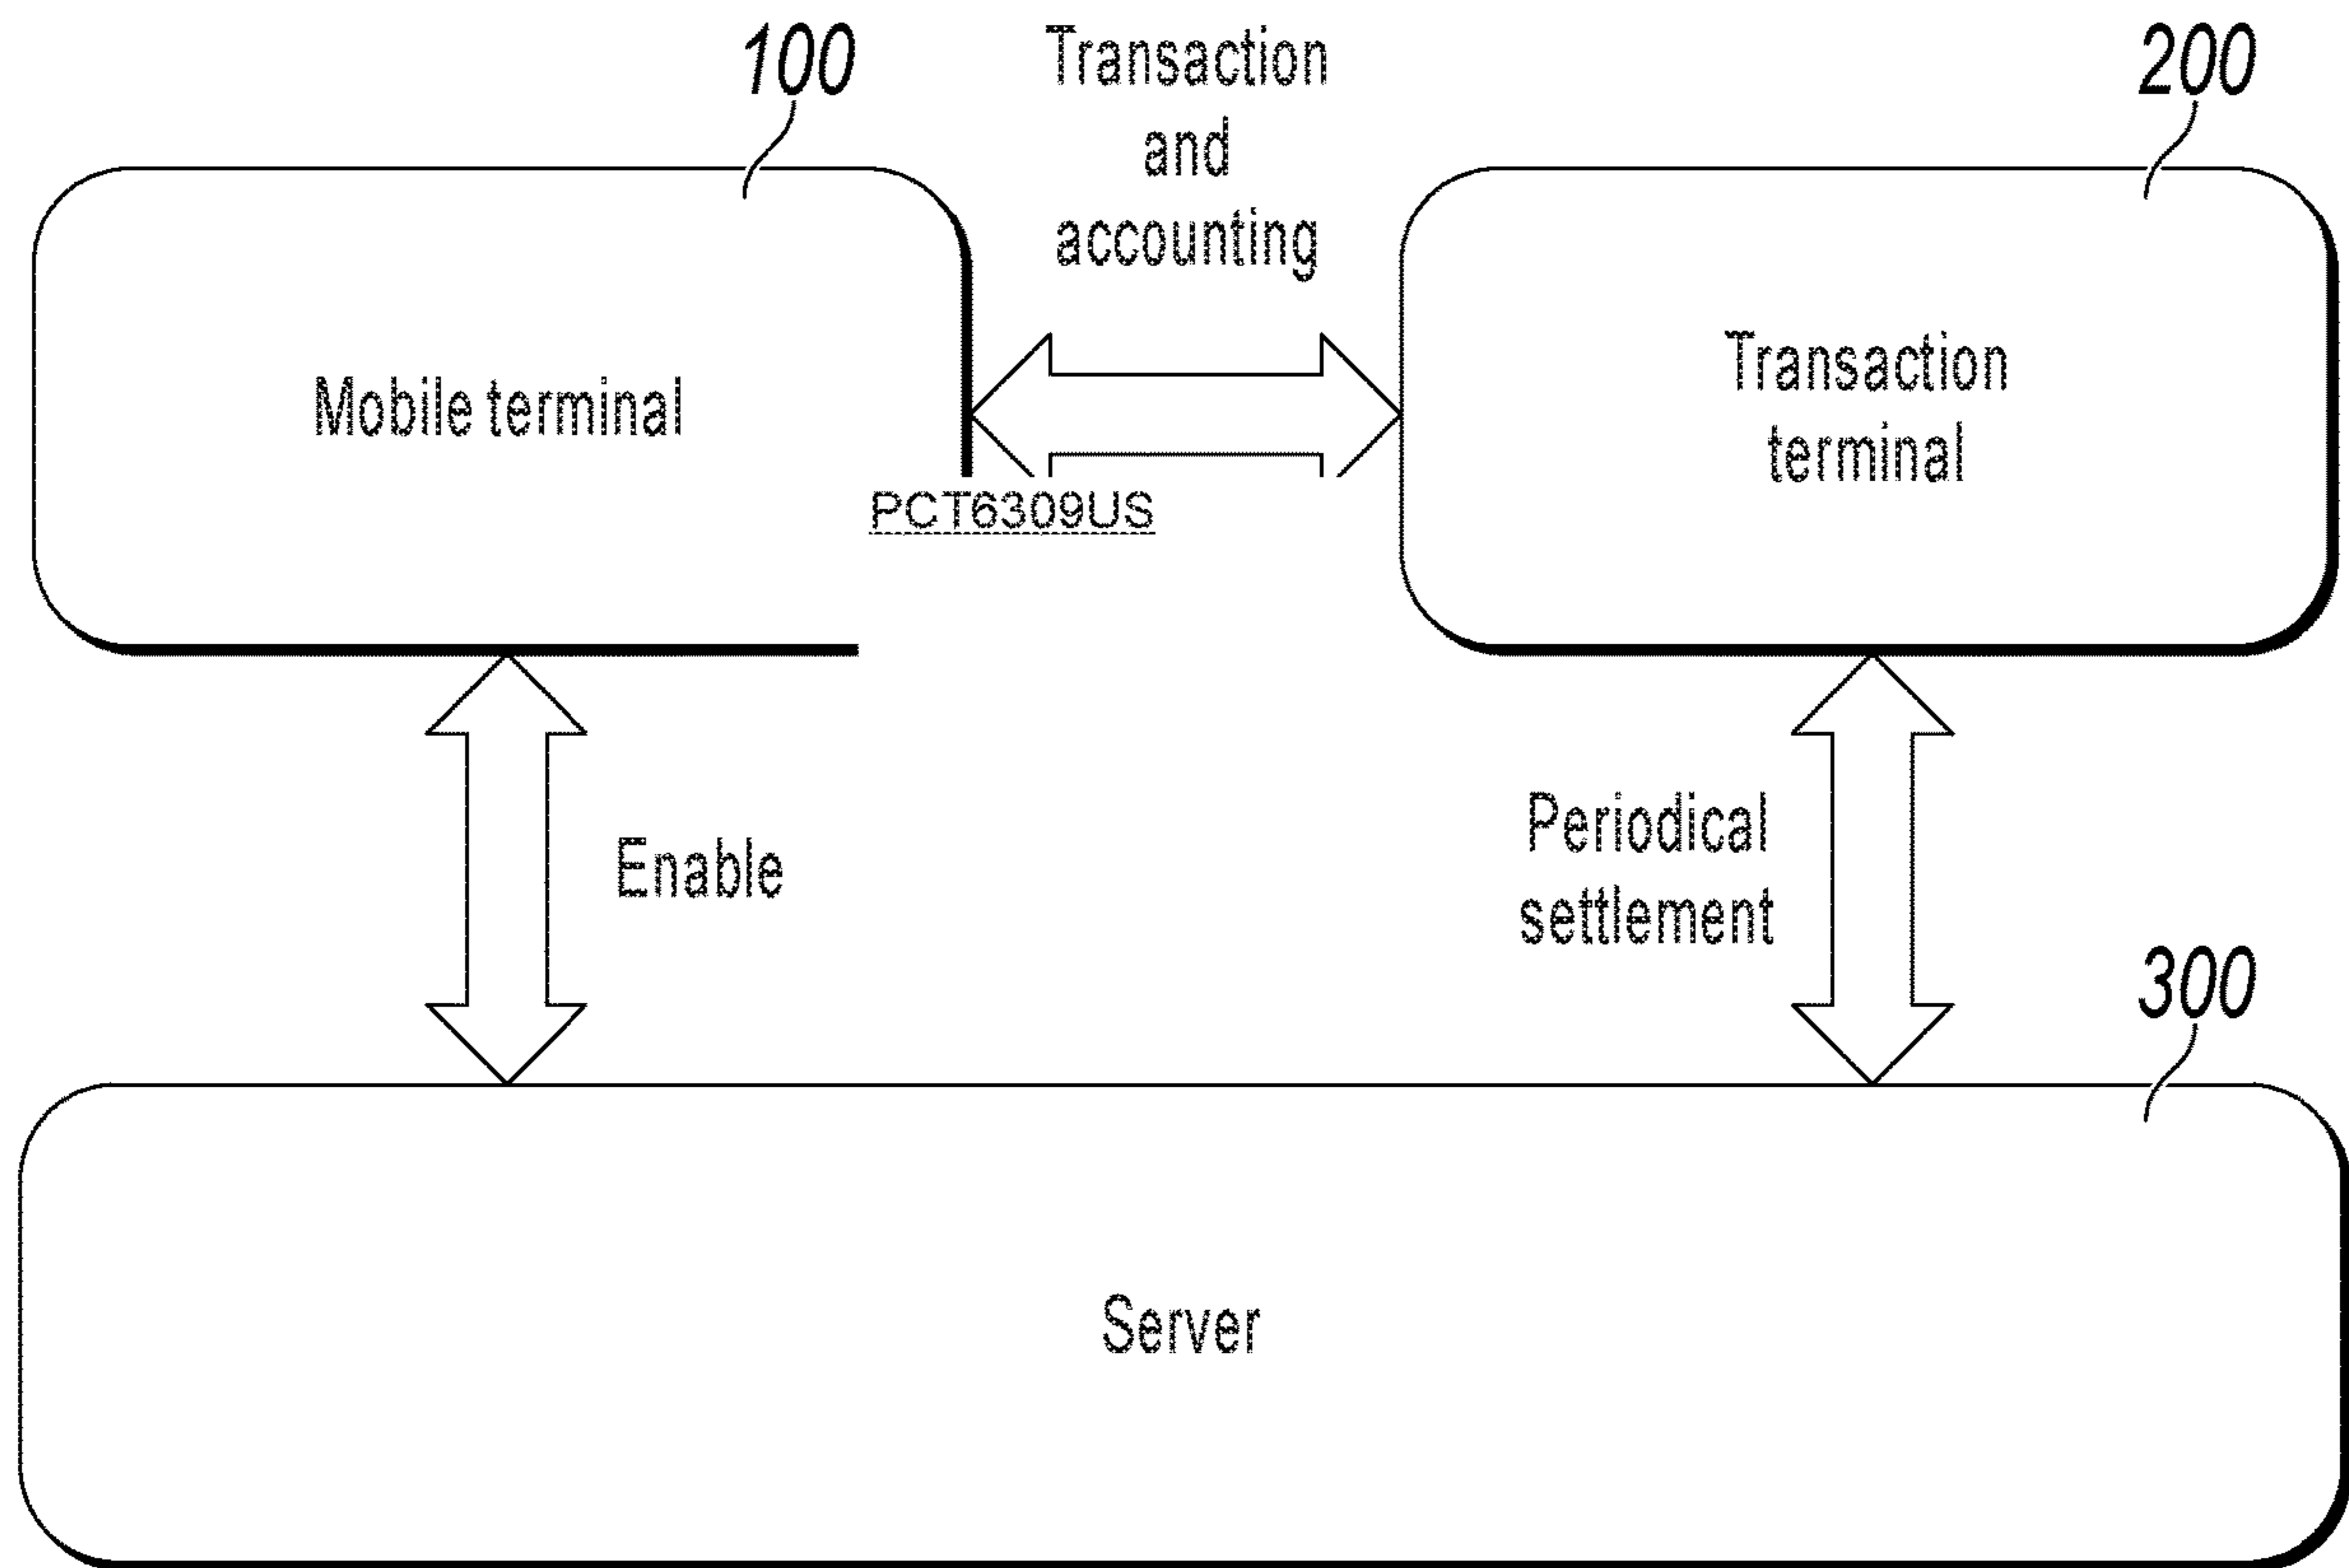 100
Transaction
and
accounting
200
Mobile terminal
Transaction
terminal
PCT6309US
Enable
Periodical
settlement
300
Server